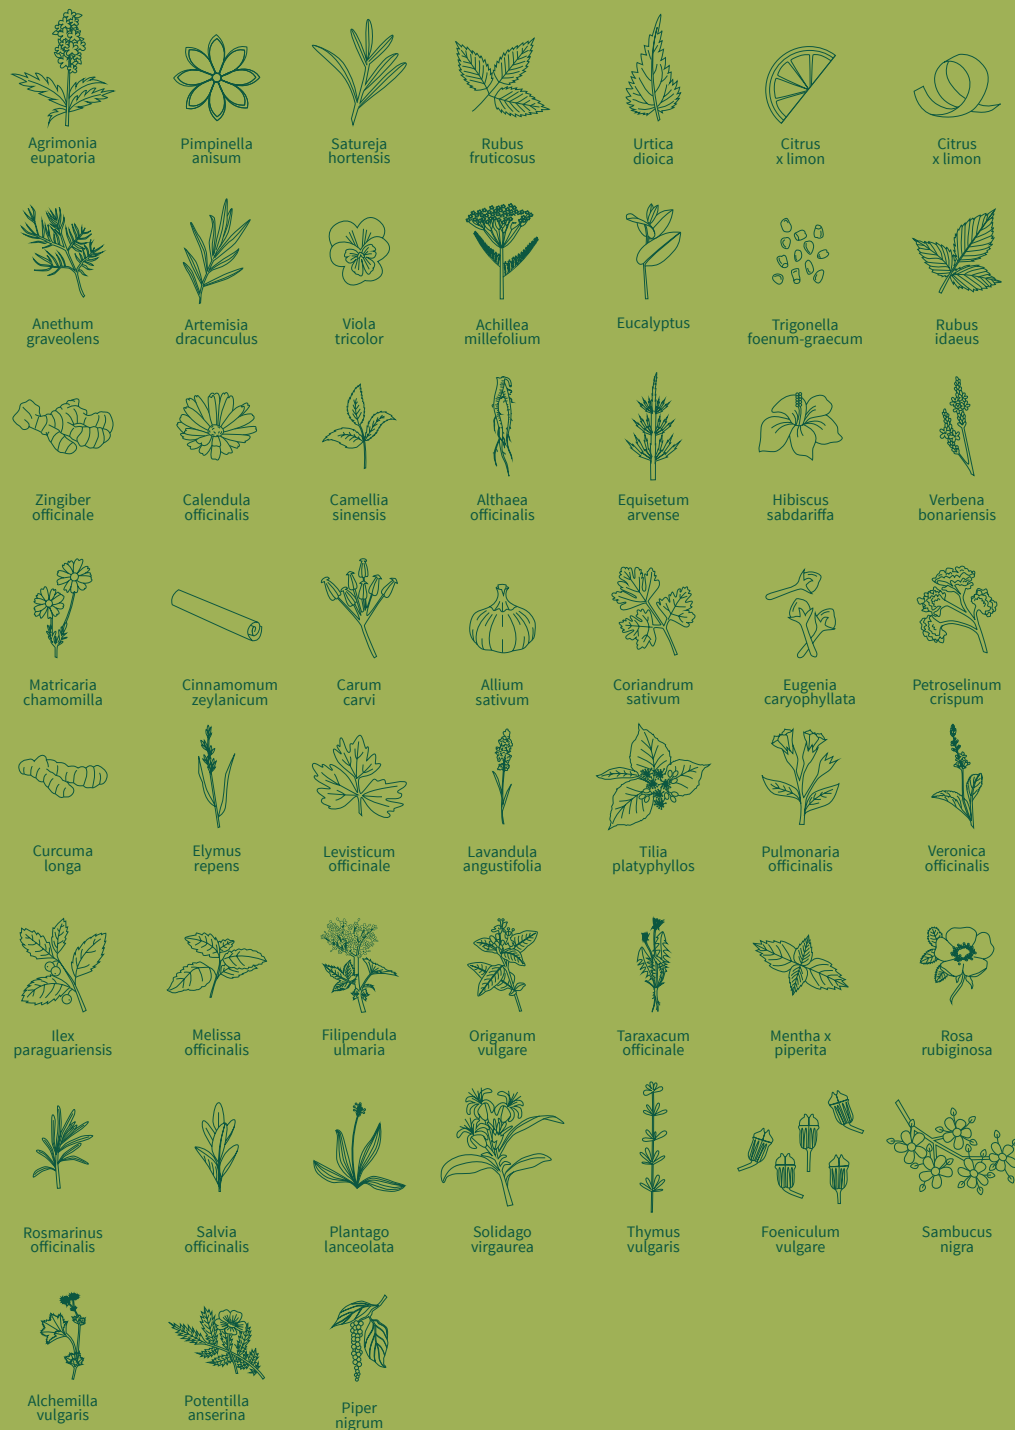 Agrimonia
eupatoria
Pimpinella
anisum
Satureja
hortensis
Rubus
fruticosus
Urtica
dioica
Citrus
x limon
Citrus
x limon
Anethum
graveolens
Artemisia
dracunculus
Viola
tricolor
Achillea
millefolium
Eucalyptus
Trigonella
foenum-graecum
Rubus
idaeus
Zingiber
officinale
Calendula
officinalis
Camellia
sinensis
Althaea
officinalis
Equisetum
arvense
Hibiscus
sabdariffa
Verbena
bonariensis
Matricaria
chamomilla
Cinnamomum
zeylanicum
Carum
carvi
Allium
sativum
Coriandrum
sativum
Eugenia
caryophyllata
Petroselinum
crispum
Curcuma
longa
Elymus
repens
Levisticum
officinale
Lavandula
angustifolia
Tilia
platyphyllos
Pulmonaria
officinalis
Veronica
officinalis
Ilex
paraguariensis
Melissa
officinalis
Filipendula
ulmaria
Origanum
vulgare
Taraxacum
officinale
Mentha x
piperita
Rosa
rubiginosa
Rosmarinus
officinalis
Salvia
officinalis
Plantago
lanceolata
Solidago
virgaurea
Thymus
vulgaris
Foeniculum
vulgare
Sambucus
nigra
Alchemilla
vulgaris
Potentilla
anserina
Piper
nigrum